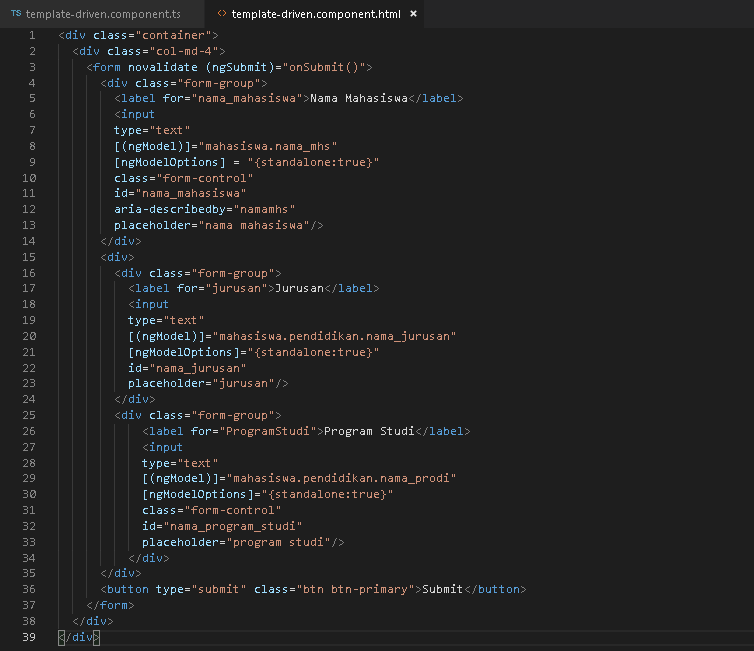 TS template-driven.component.ts <> template-driven.component.html ×
1 <div class="container">
2 <div class="col-md-4">
3 <form novalidate (ngSubmit)="onSubmit()">
4 <div class="form-group">
5 <label for="nama_mahasiswa">Nama Mahasiswa</label>
6 <input
7 type="text"
8 [(ngModel)]="mahasiswa.nama_mhs"
9 [ngModelOptions] = "{standalone:true}"
10 class="form-control"
11 id="nama_mahasiswa"
12 aria-describedby="namamhs"
13 placeholder="nama mahasiswa"/>
14 </div>
15 <div>
16 <div class="form-group">
17 <label for="jurusan">Jurusan</label>
18 <input
19 type="text"
20 [(ngModel)]="mahasiswa.pendidikan.nama_jurusan"
21 [ngModelOptions]="{standalone:true}"
22 id="nama_jurusan"
23 placeholder="jurusan"/>
24 </div>
25 <div class="form-group">
26 <label for="ProgramStudi">Program Studi</label>
27 <input
28 type="text"
29 [(ngModel)]="mahasiswa.pendidikan.nama_prodi"
30 [ngModelOptions]="{standalone:true}"
31 class="form-control"
32 id="nama_program_studi"
33 placeholder="program studi"/>
34 </div>
35 </div>
36 <button type="submit" class="btn btn-primary">Submit</button>
37 </form>
38 </div>
39 </div>